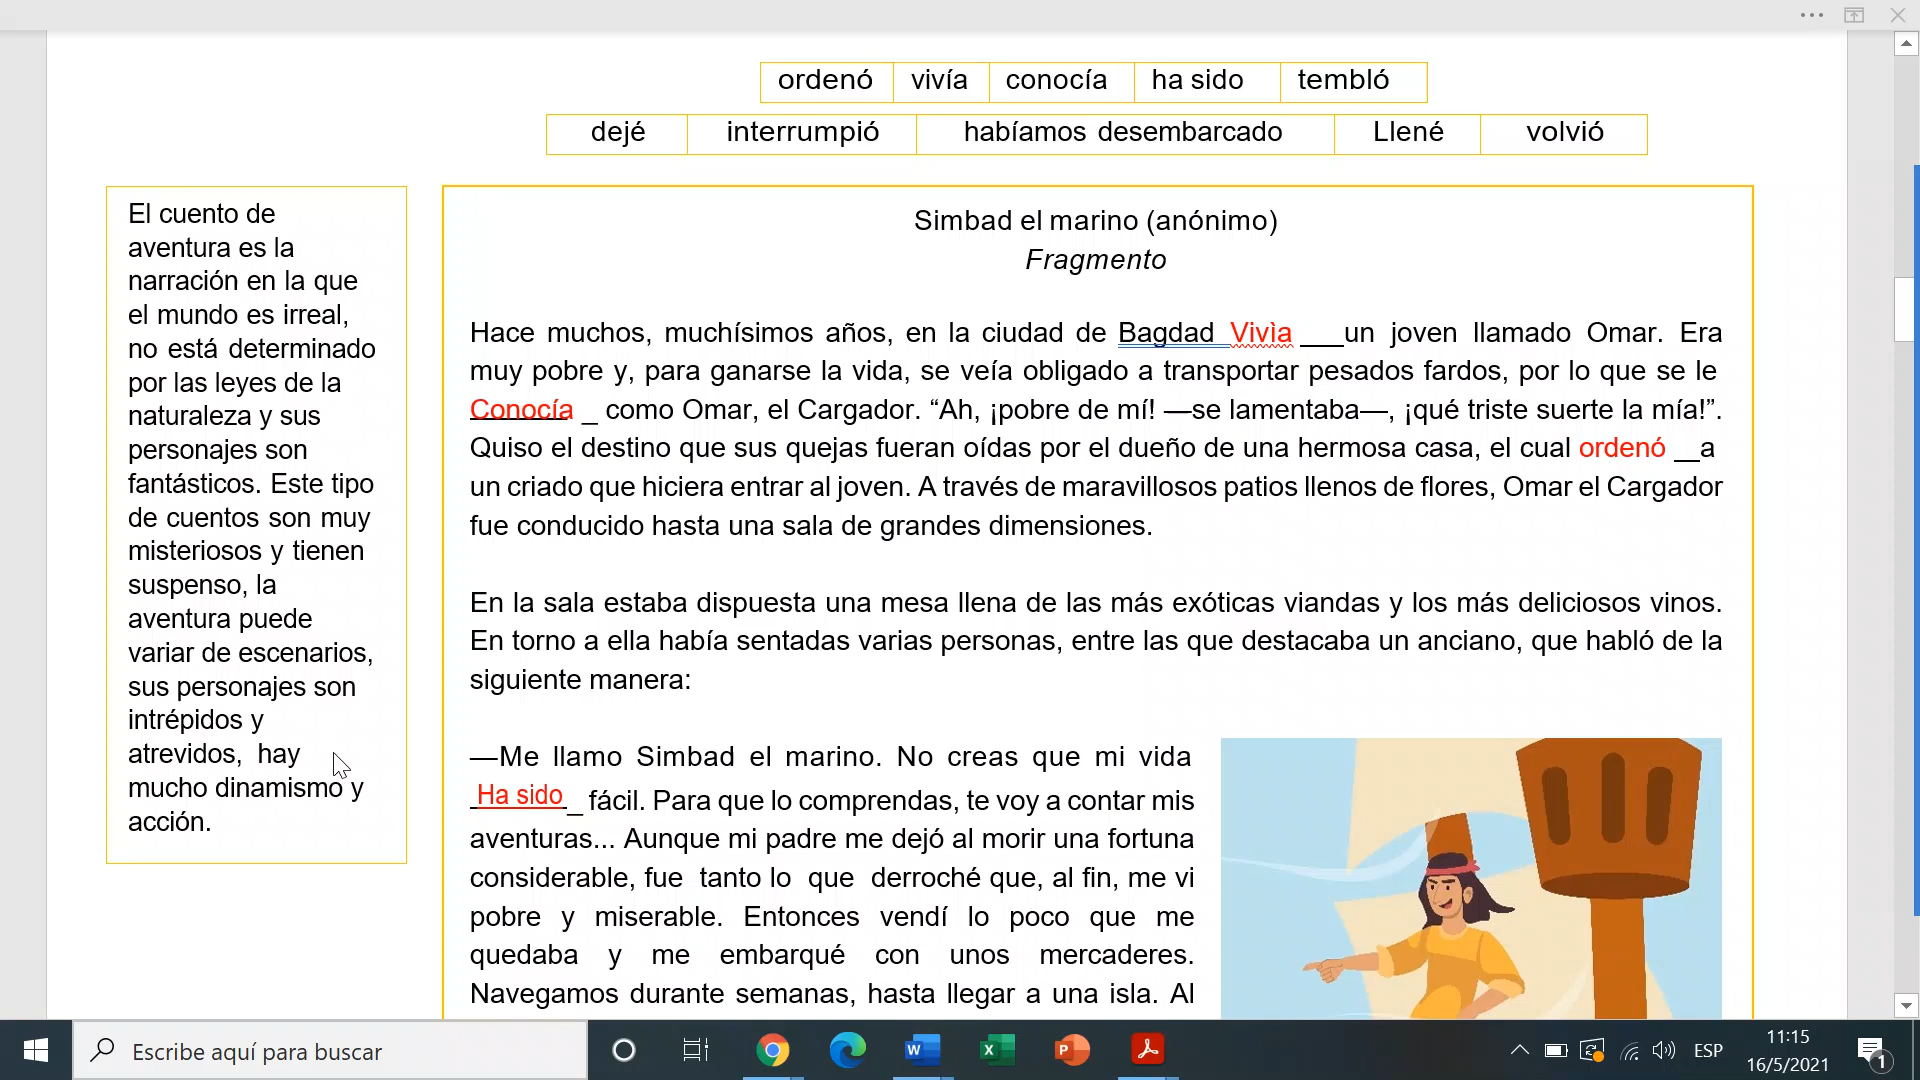 ordenó vivía conocía ha sido tembló
dejé interrumpió habíamos desembarcado Llené volvió
El cuento de
aventura es la
narración en la que
el mundo es irreal,
no está determinado
por las leyes de la
naturaleza y sus
personajes son
fantásticos. Este tipo
de cuentos son muy
misteriosos y tienen
suspenso, la
aventura puede
variar de escenarios,
sus personajes son
intrépidos y
atrevidos, hay
mucho dinamismo y
acción.
Simbad el marino (anónimo)
Fragmento
Hace muchos, muchísimos años, en la ciudad de Bagdad Vivìa ___un joven llamado Omar. Era
muy pobre y, para ganarse la vida, se veía obligado a transportar pesados fardos, por lo que se le
Conocía _ como Omar, el Cargador. “Ah, ¡pobre de mí! —se lamentaba—, ¡qué triste suerte la mía!”.
Quiso el destino que sus quejas fueran oídas por el dueño de una hermosa casa, el cual ordenó __a
un criado que hiciera entrar al joven. A través de maravillosos patios llenos de flores, Omar el Cargador
fue conducido hasta una sala de grandes dimensiones.
En la sala estaba dispuesta una mesa llena de las más exóticas viandas y los más deliciosos vinos.
En torno a ella había sentadas varias personas, entre las que destacaba un anciano, que habló de la
siguiente manera:
—Me llamo Simbad el marino. No creas que mi vida
_Ha sido_ _ fácil. Para que lo comprendas, te voy a contar mis
aventuras... Aunque mi padre me dejó al morir una fortuna
considerable, fue tanto lo que derroché que, al fin, me vi
pobre y miserable. Entonces vendí lo poco que me
quedaba y me embarqué con unos mercaderes.
Navegamos durante semanas, hasta llegar a una isla. Al
Escribe aquí para buscar
W X P
ESP
11:15
16/5/2021
1